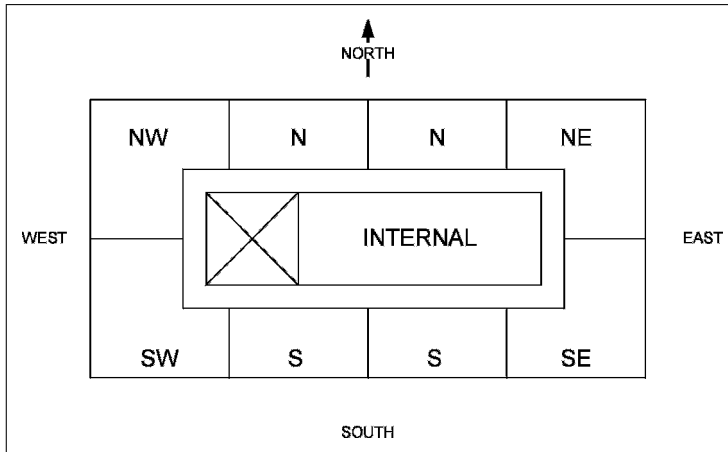 NORTH
NW N N NE
WEST INTERNAL EAST
SW S S SE
SOUTH